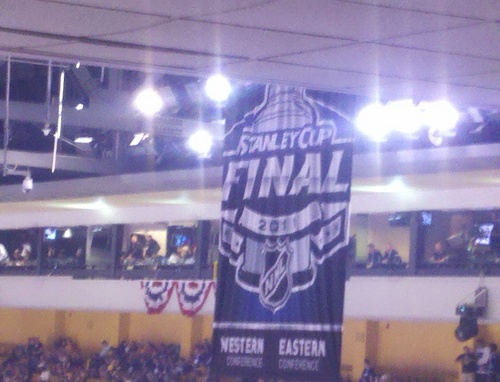 STANLEY CUP
FINAL
NHL
WESTERN EASTERN
CONFERENCE CONFERENCE